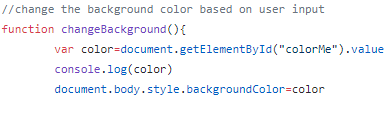 //change the background color based on user input
function changeBackground(){
        var color=document.getElementById("colorMe").value
        console.log(color)
        document.body.style.backgroundColor=color